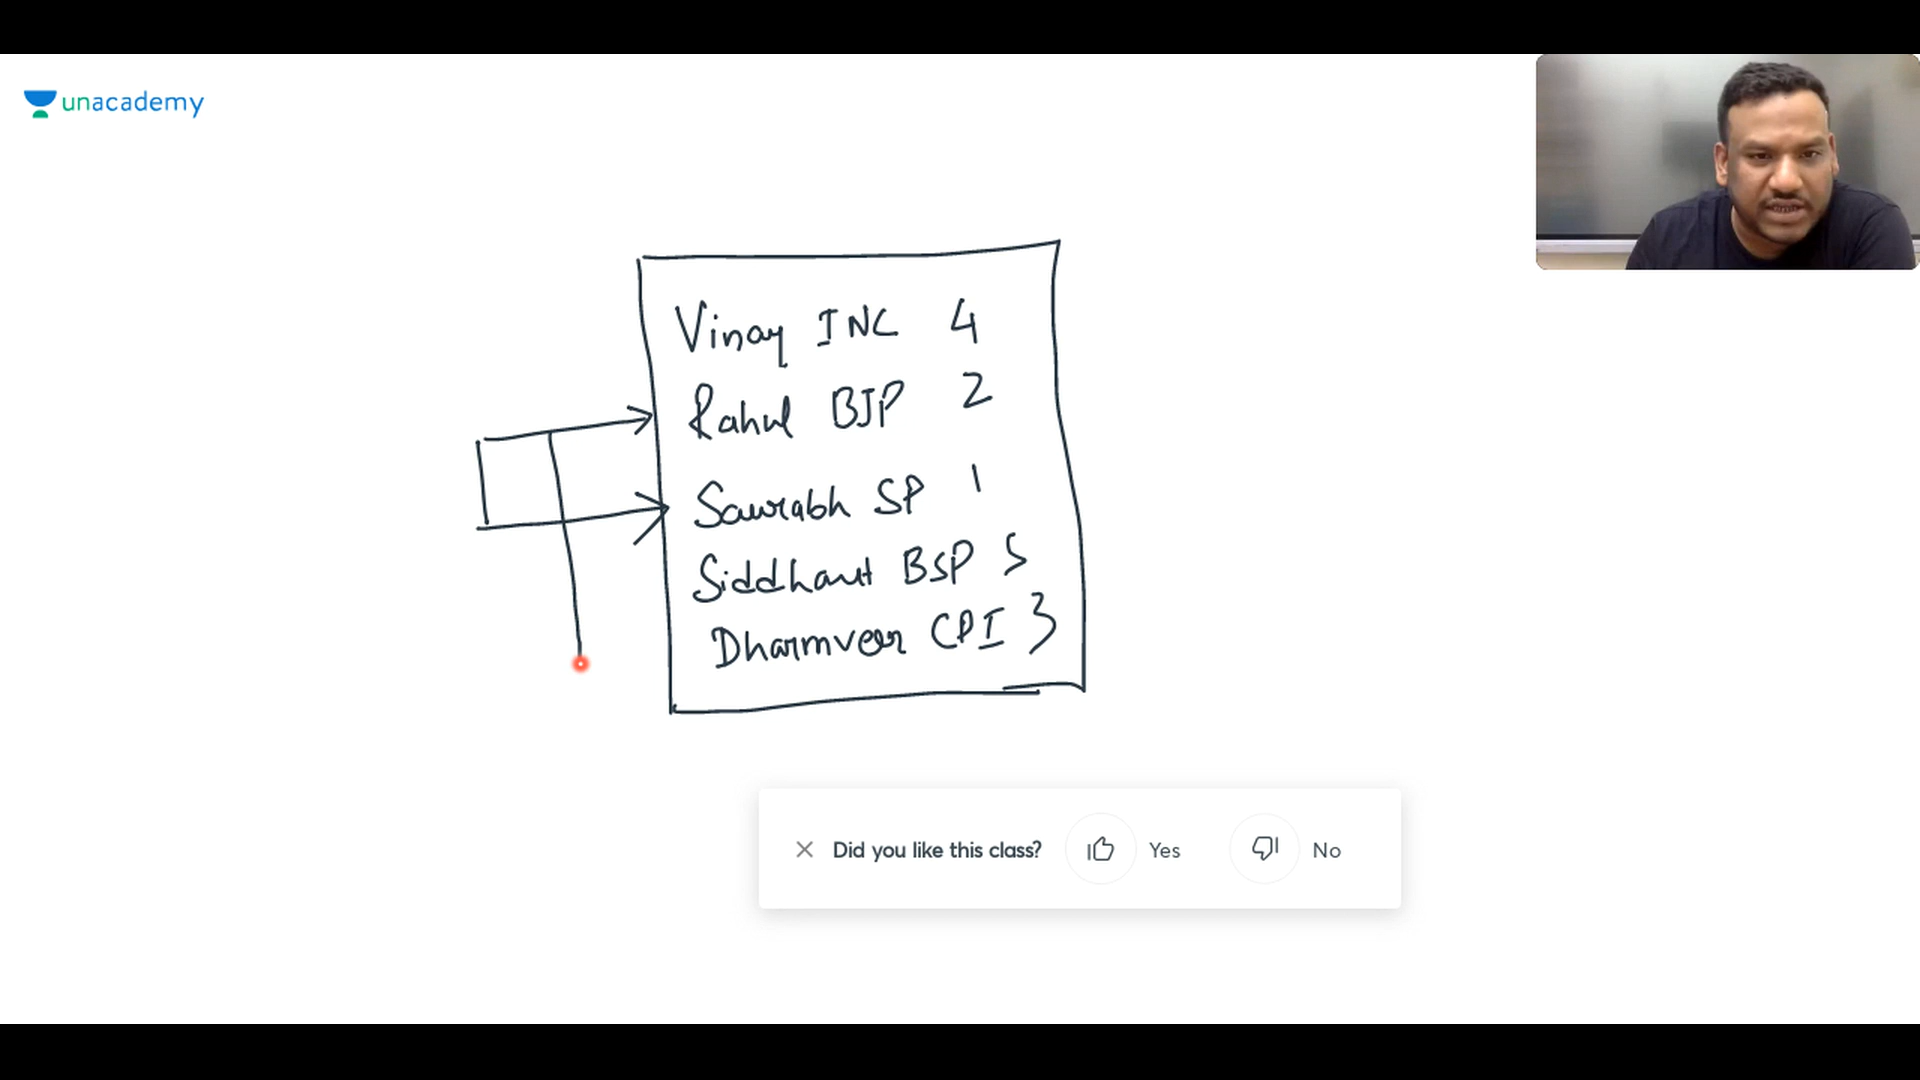 unacademy
Vinay INC 4
Rahul BJP 2
Saurabh SP 1
Siddhant BSP 5
Dharmveer CPI 3
Did you like this class? Yes No